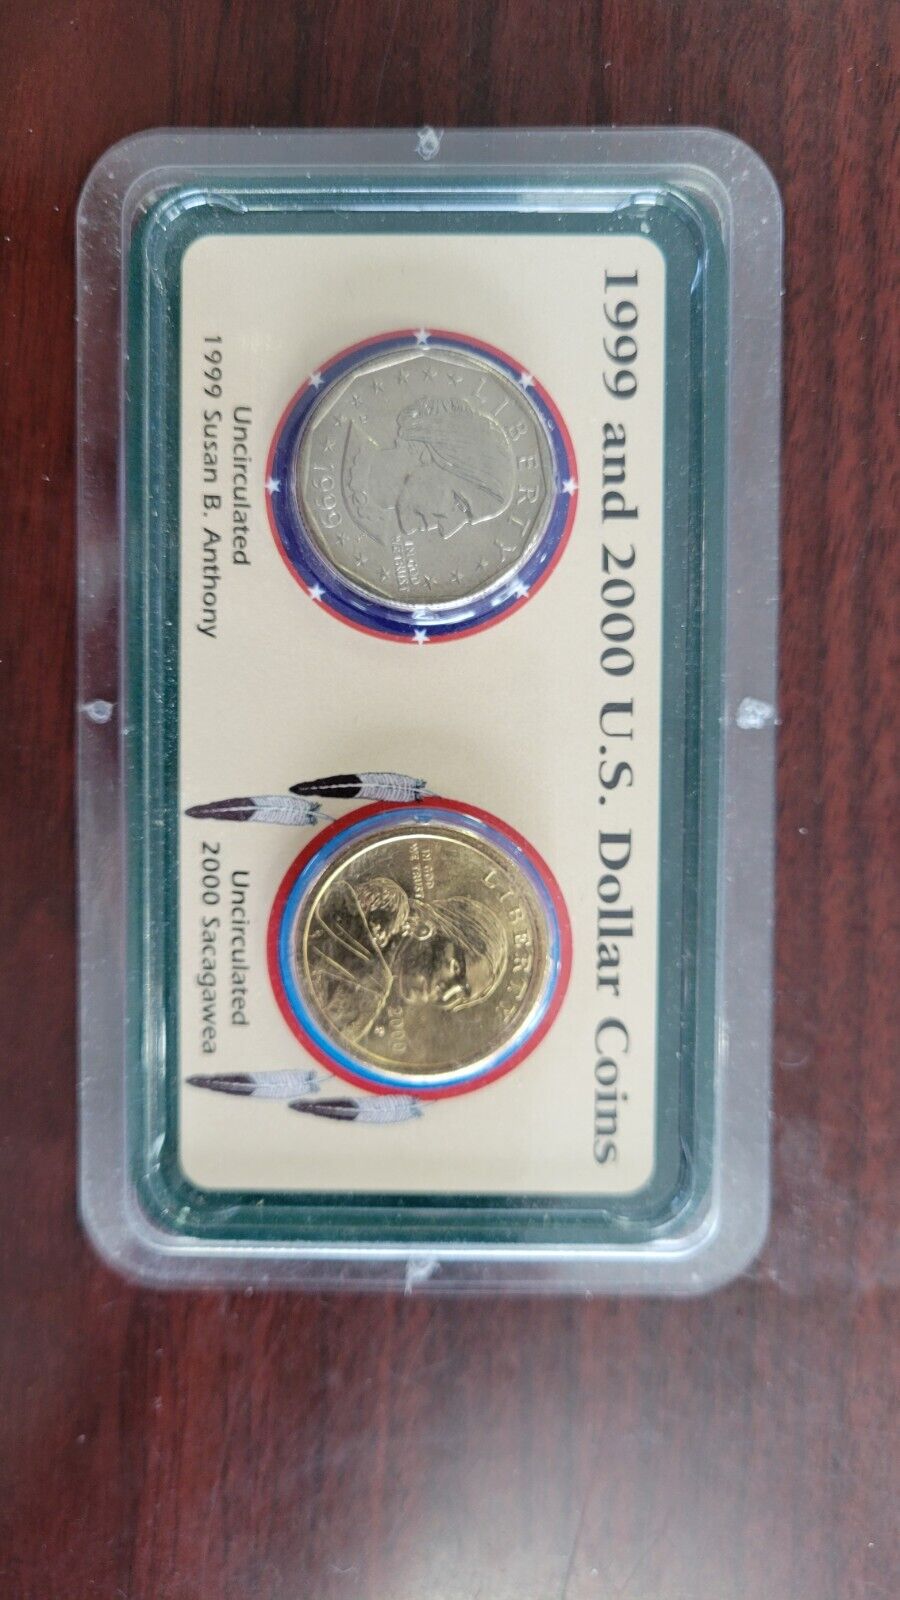 1999 and 2000 U.S. Dollar Coins
LIBERTY
IN GOD
WE TRUST
1999
Uncirculated
1999 Susan B. Anthony
LIBERTY
IN GOD
WE TRUST
2000
P
Uncirculated
2000 Sacagawea